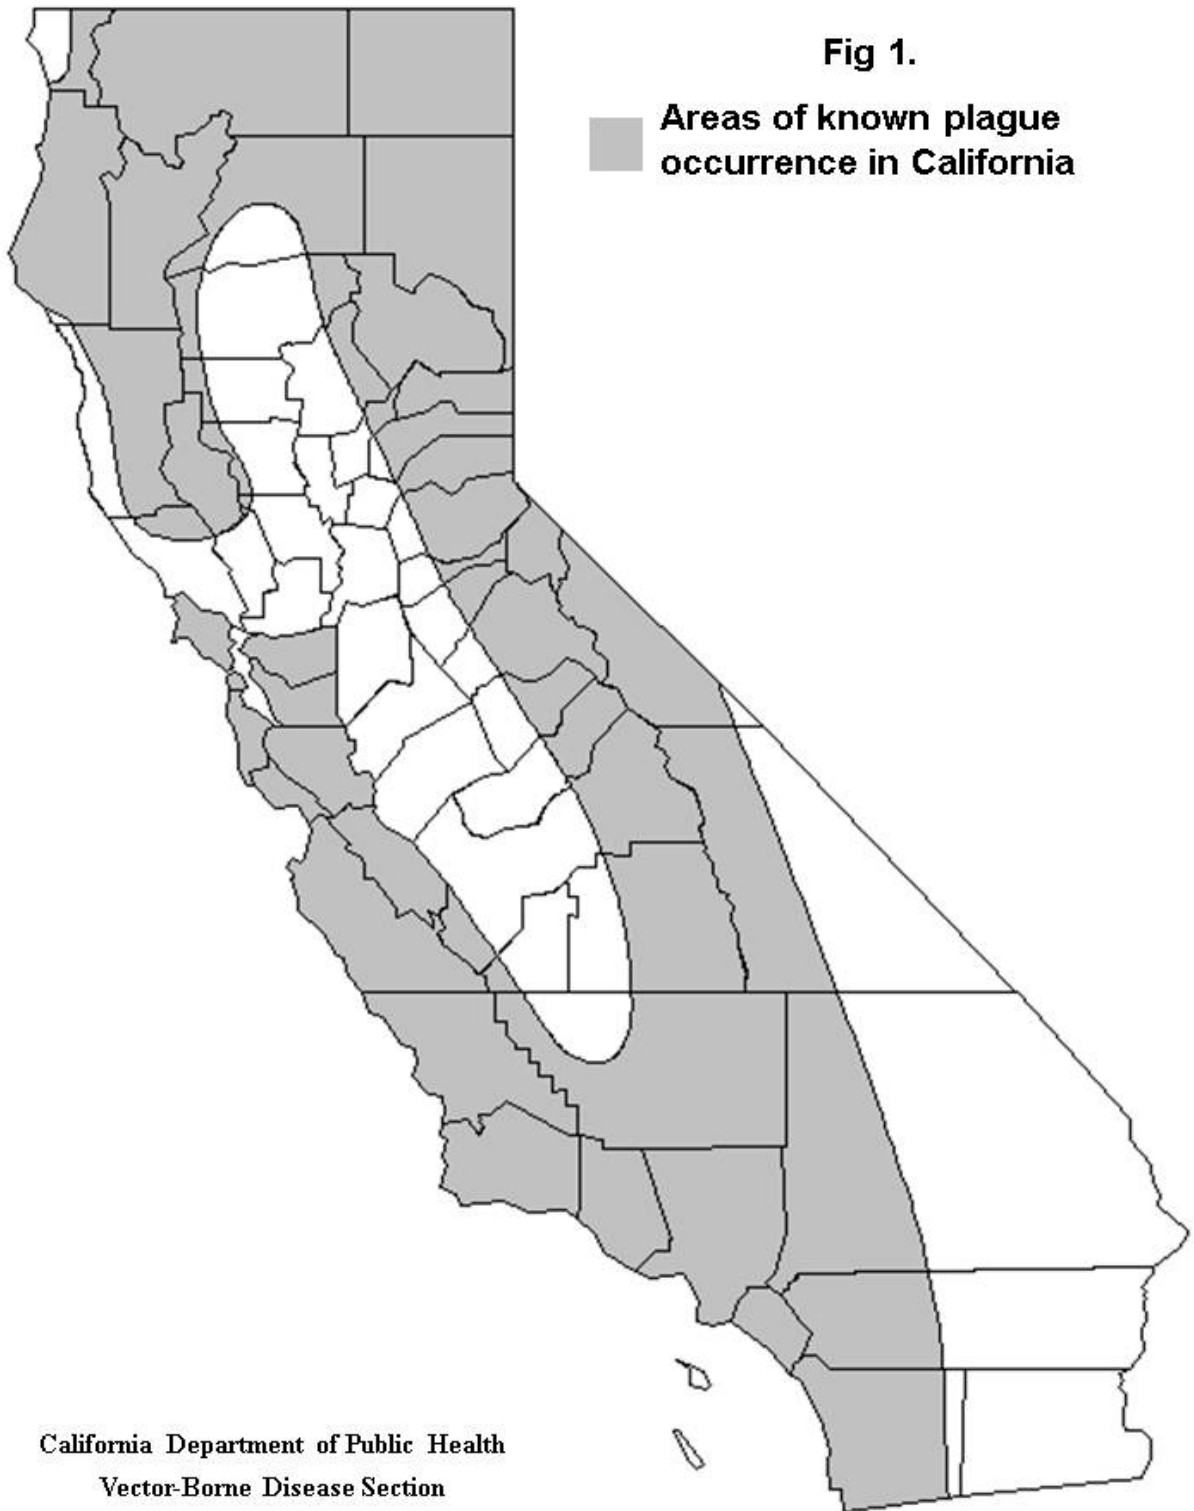 Fig 1.
Areas of known plague
occurrence in California
California Department of Public Health
Vector-Borne Disease Section